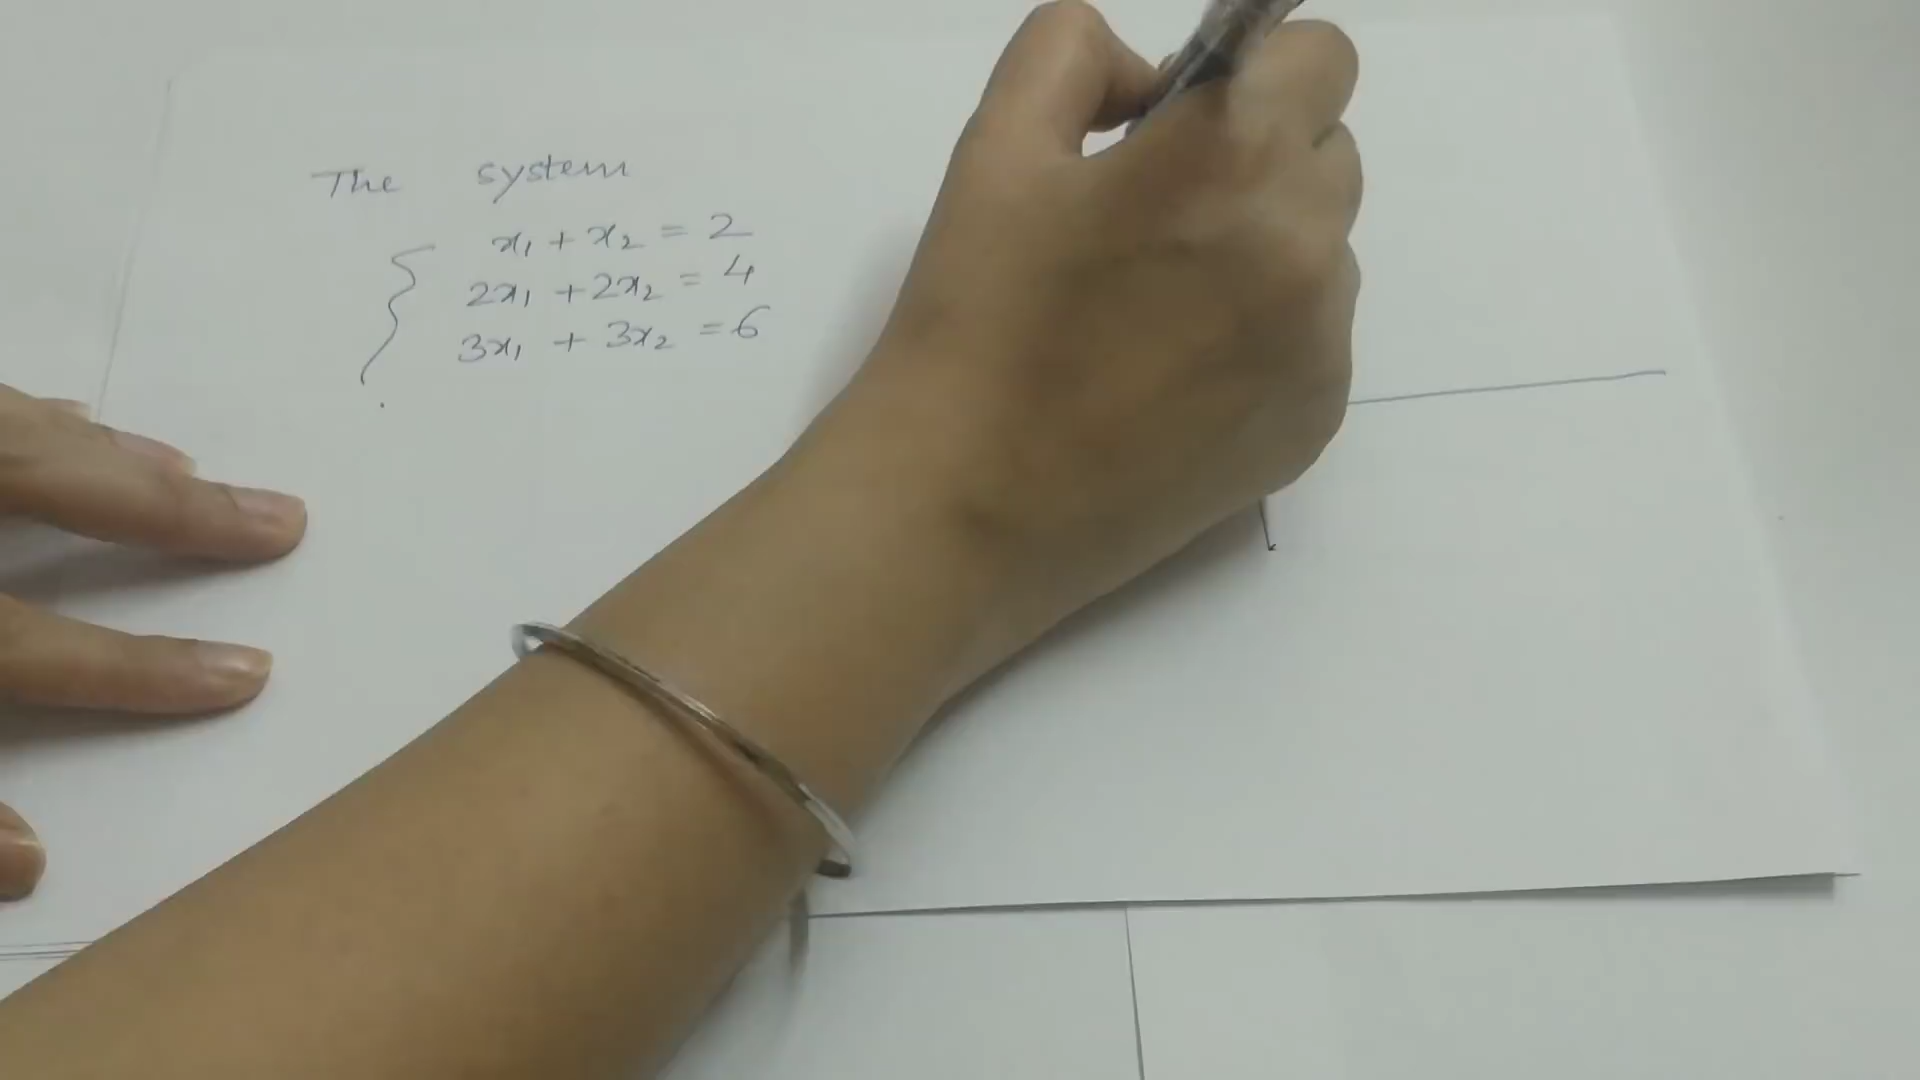 The system
x₁ + x₂ = 2
2x₁ + 2x₂ = 4
3x₁ + 3x₂ = 6